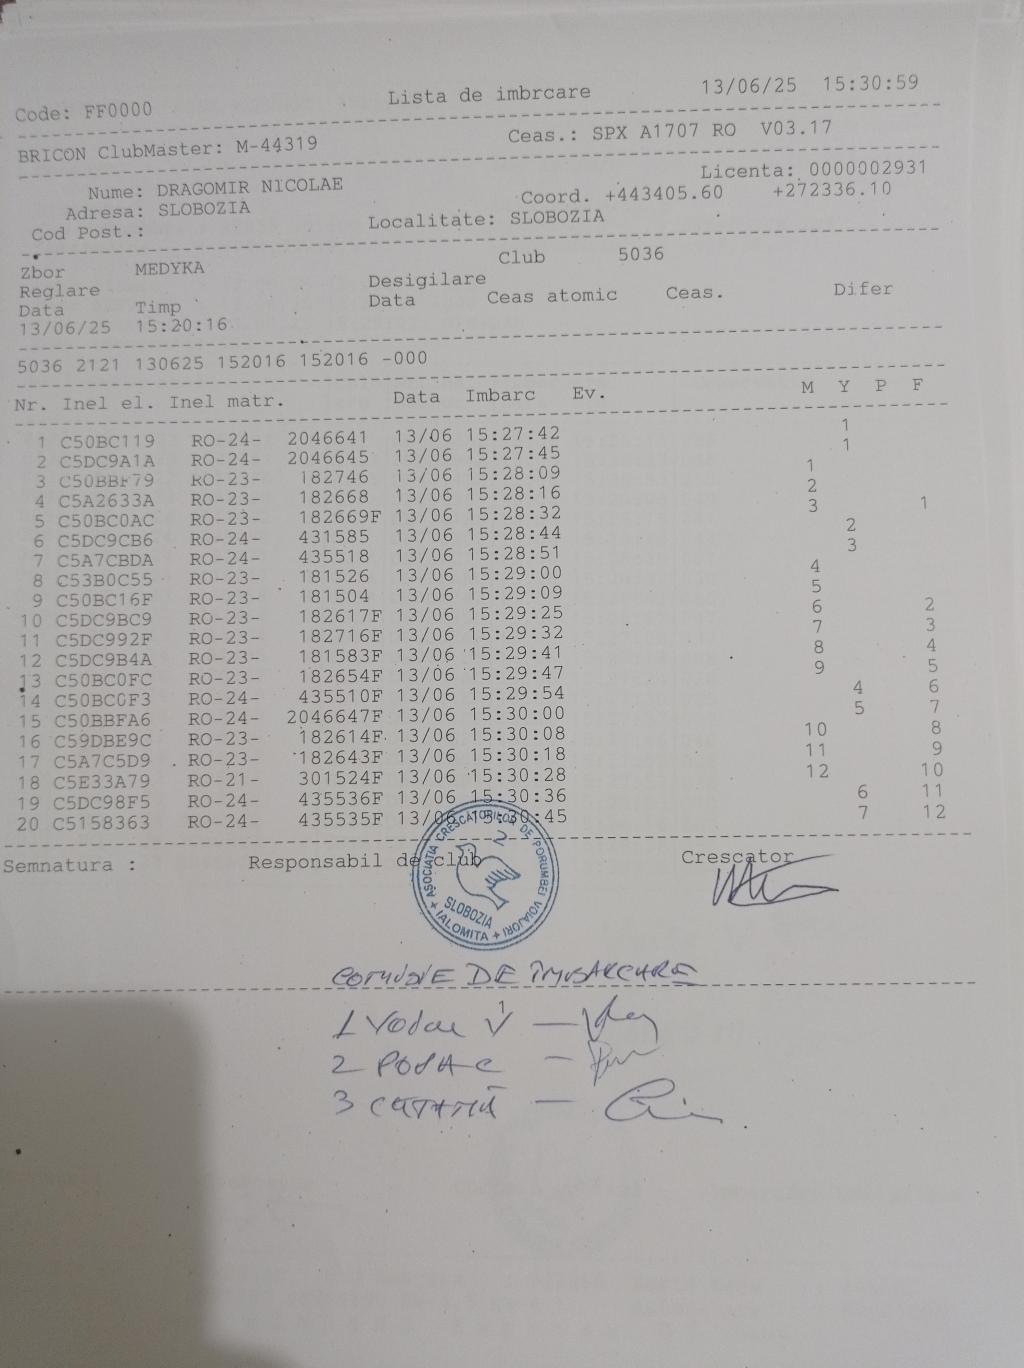 Code: FF0000 Lista de imbrcare 13/06/25 15:30:59
BRICON ClubMaster: M-44319 Ceas.: SPX A1707 RO V03.17
Licenta: 0000002931
Nume: DRAGOMIR NICOLAE Coord. +443405.60 +272336.10
Adresa: SLOBOZIA
Cod Post.: Localitate: SLOBOZIA
Zbor MEDYKA Club 5036
Reglare Desigilare
Data Timp Data Ceas atomic Ceas. Difer
13/06/25 15:20:16
5036 2121 130625 152016 152016 -000
Nr. Inel el. Inel matr. Data Imbarc Ev. M Y P F
1 C50BC119 RO-24- 2046641 13/06 15:27:42 1
2 C5DC9A1A RO-24- 2046645 13/06 15:27:45 1
3 C50BBF79 RO-23- 182746 13/06 15:28:09 1
4 C5A2633A RO-23- 182668 13/06 15:28:16 2
5 C50BC0AC RO-23- 182669F 13/06 15:28:32 3 1
6 C5DC9CB6 RO-24- 431585 13/06 15:28:44 2
7 C5A7CBDA RO-24- 435518 13/06 15:28:51 3
8 C53B0C55 RO-23- 181526 13/06 15:29:00 4
9 C50BC16F RO-23- 181504 13/06 15:29:09 5
10 C5DC9BC9 RO-23- 182617F 13/06 15:29:25 6 2
11 C5DC992F RO-23- 182716F 13/06 15:29:32 7 3
12 C5DC9B4A RO-23- 181583F 13/06 15:29:41 8 4
13 C50BC0FC RO-23- 182654F 13/06 15:29:47 9 5
14 C50BC0F3 RO-24- 435510F 13/06 15:29:54 4 6
15 C50BBFA6 RO-24- 2046647F 13/06 15:30:00 5 7
16 C59DBE9C RO-23- 182614F 13/06 15:30:08 10 8
17 C5A7C5D9 RO-23- 182643F 13/06 15:30:18 11 9
18 C5E33A79 RO-21- 301524F 13/06 15:30:28 12 10
19 C5DC98F5 RO-24- 435536F 13/06 15:30:36 6 11
20 C5158363 RO-24- 435535F 13/06 15:30:45 7 12
Semnatura : Responsabil de club Crescator
ASOCIATIA CRESCATORILOR DE PORUMBEI VOIAJORI
2
SLOBOZIA
IALOMITA
DE
1
2
3